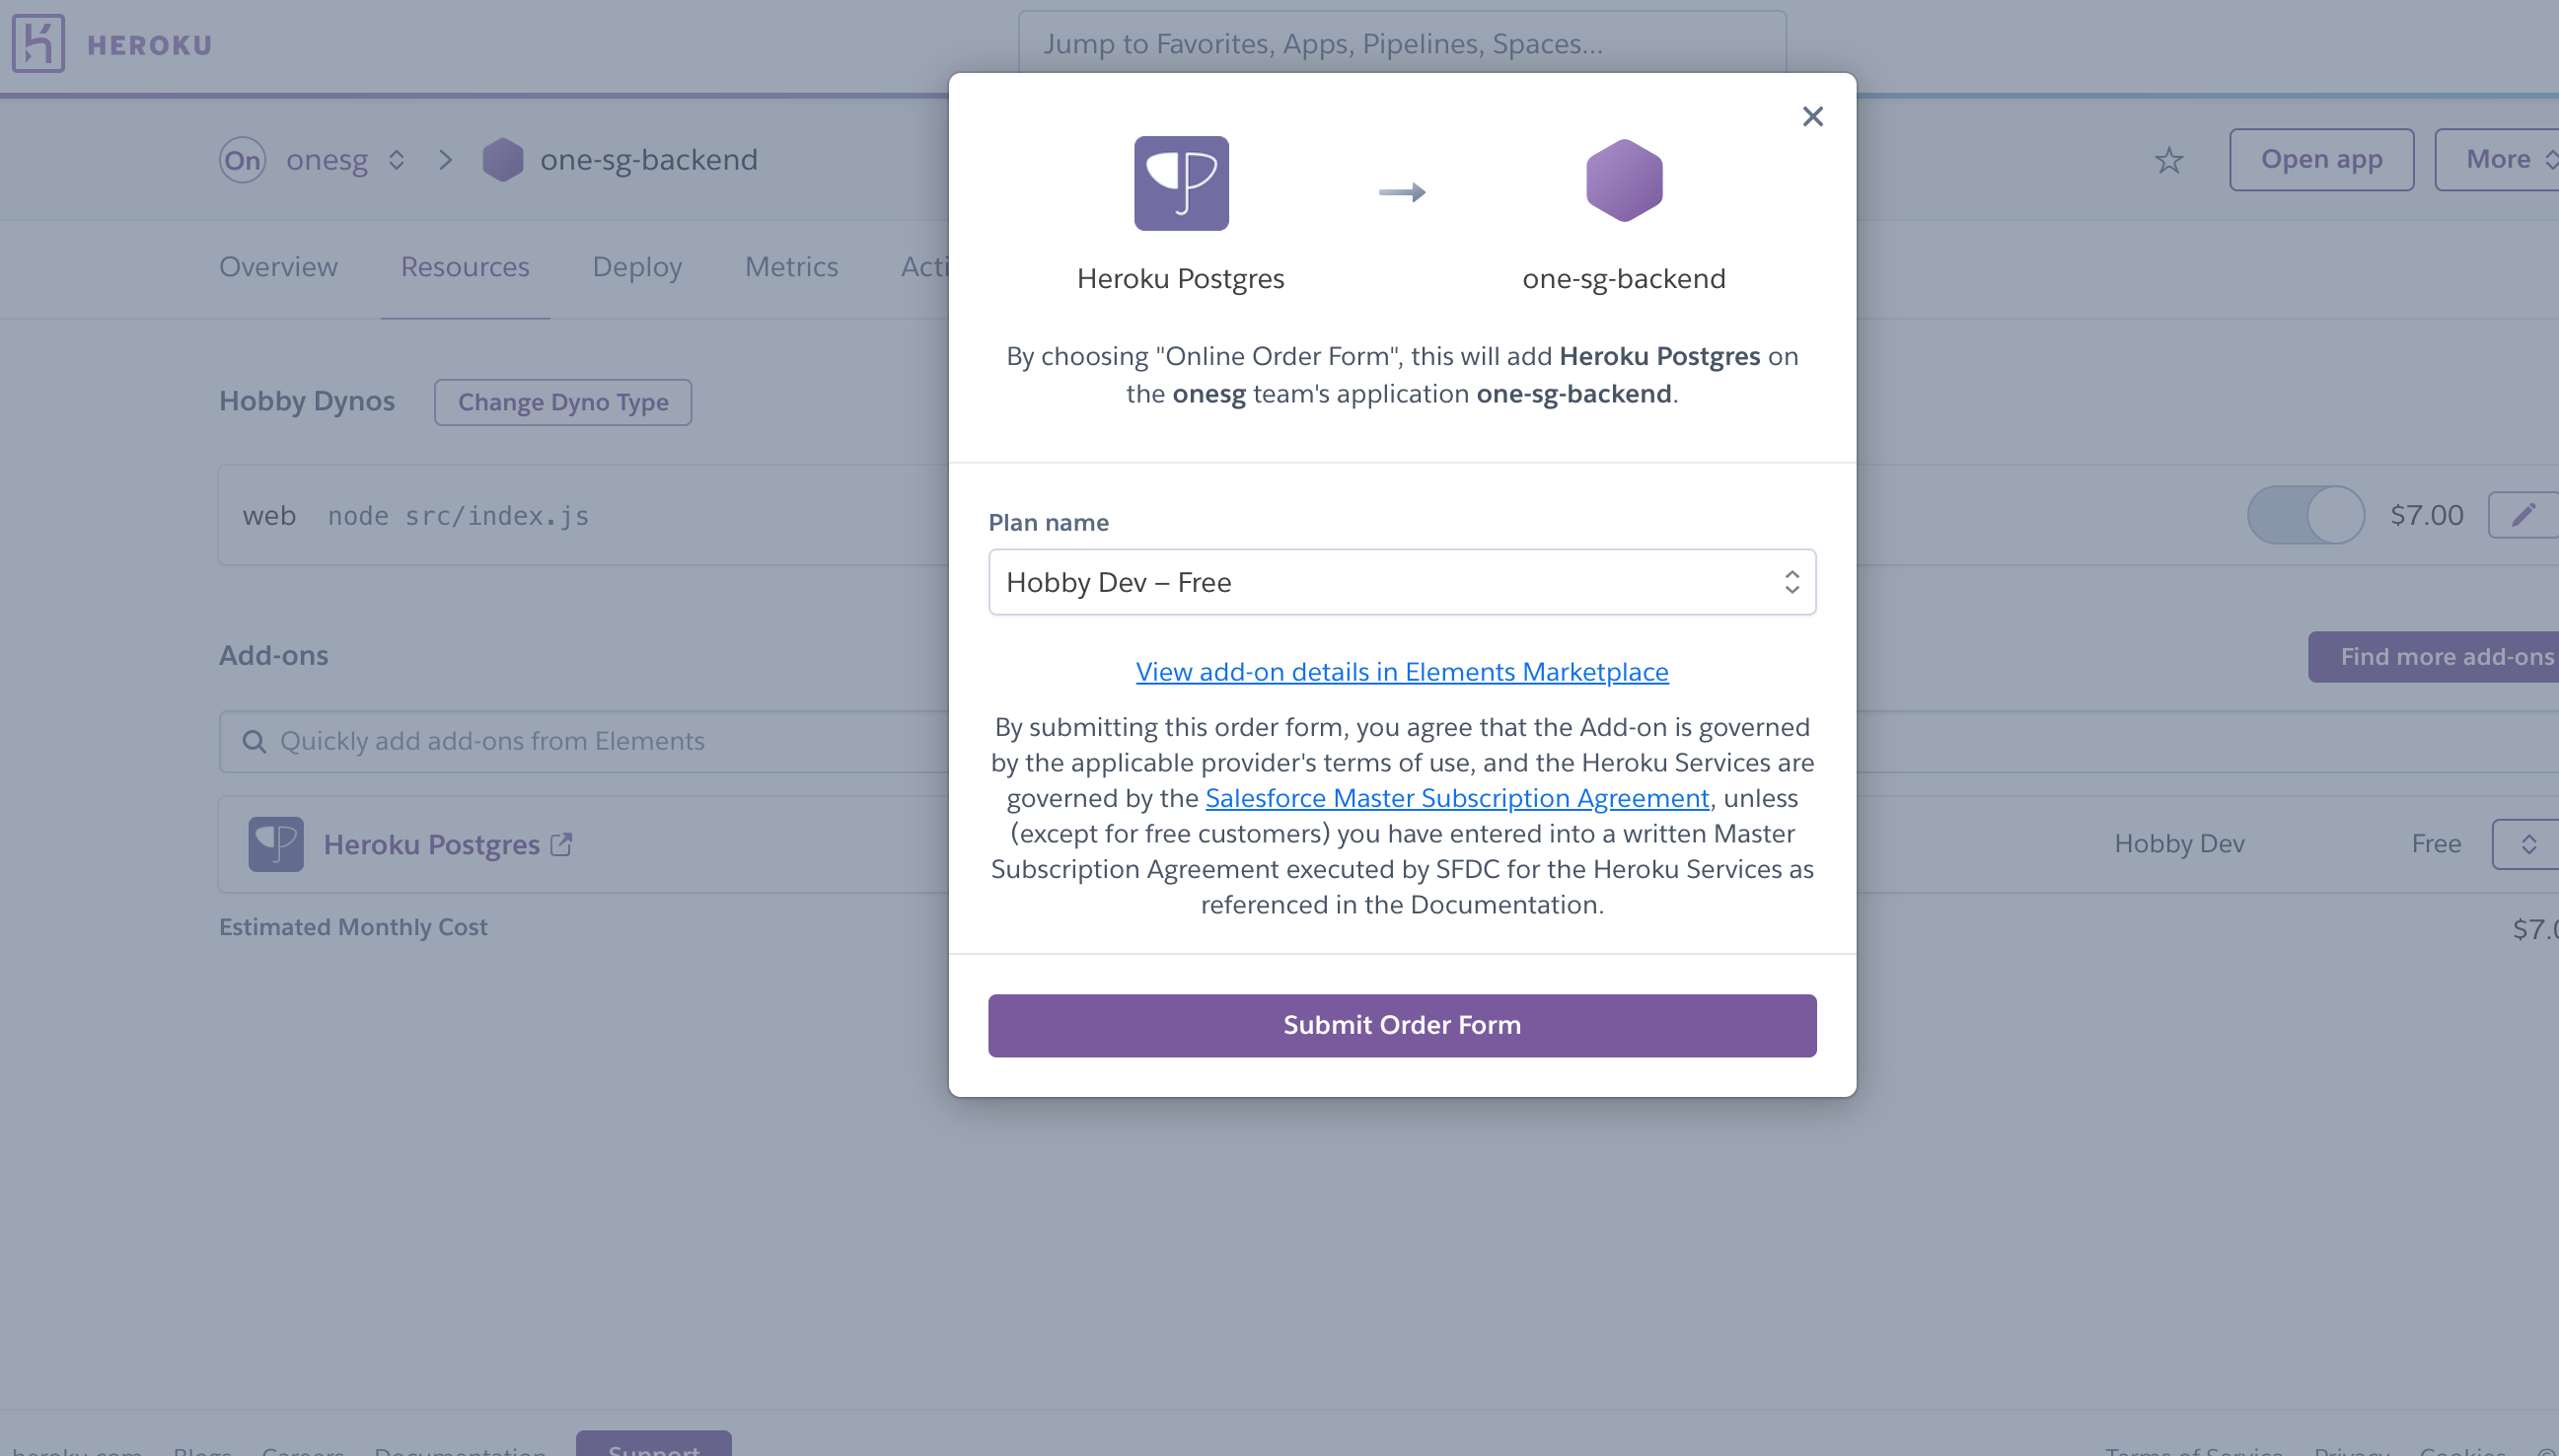 HEROKU
Jump to Favorites, Apps, Pipelines, Spaces...
On onesg one-sg-backend
Open app
More
Overview Resources Deploy Metrics
Heroku Postgres
one-sg-backend
By choosing "Online Order Form", this will add Heroku Postgres on
the onesg team's application one-sg-backend.
Hobby Dynos
Change Dyno Type
web node src/index.js
$7.00
Plan name
Hobby Dev – Free
View add-on details in Elements Marketplace
Add-ons
Find more add-ons
Quickly add add-ons from Elements
By submitting this order form, you agree that the Add-on is governed
by the applicable provider's terms of use, and the Heroku Services are
governed by the Salesforce Master Subscription Agreement, unless
(except for free customers) you have entered into a written Master
Subscription Agreement executed by SFDC for the Heroku Services as
referenced in the Documentation.
Heroku Postgres
Hobby Dev
Free
Estimated Monthly Cost
Submit Order Form
heroku.com Blogs Careers Documentation Support
Terms of Service Privacy Cookies